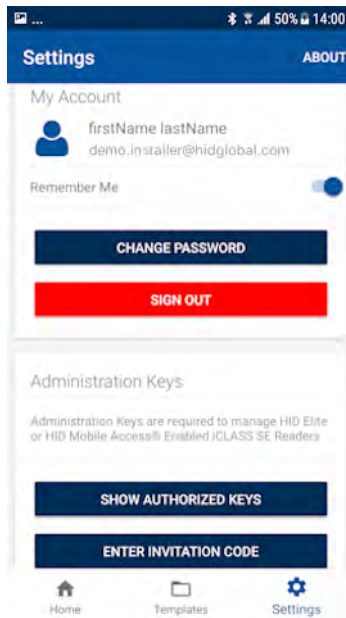 ... 50% 14:00
Settings ABOUT
My Account
firstName lastName
demo.installer@hidglobal.com
Remember Me
CHANGE PASSWORD
SIGN OUT
Administration Keys
Administration Keys are required to manage HID Elite
or HID Mobile Access® Enabled iCLASS SE Readers
SHOW AUTHORIZED KEYS
ENTER INVITATION CODE
Home Templates Settings